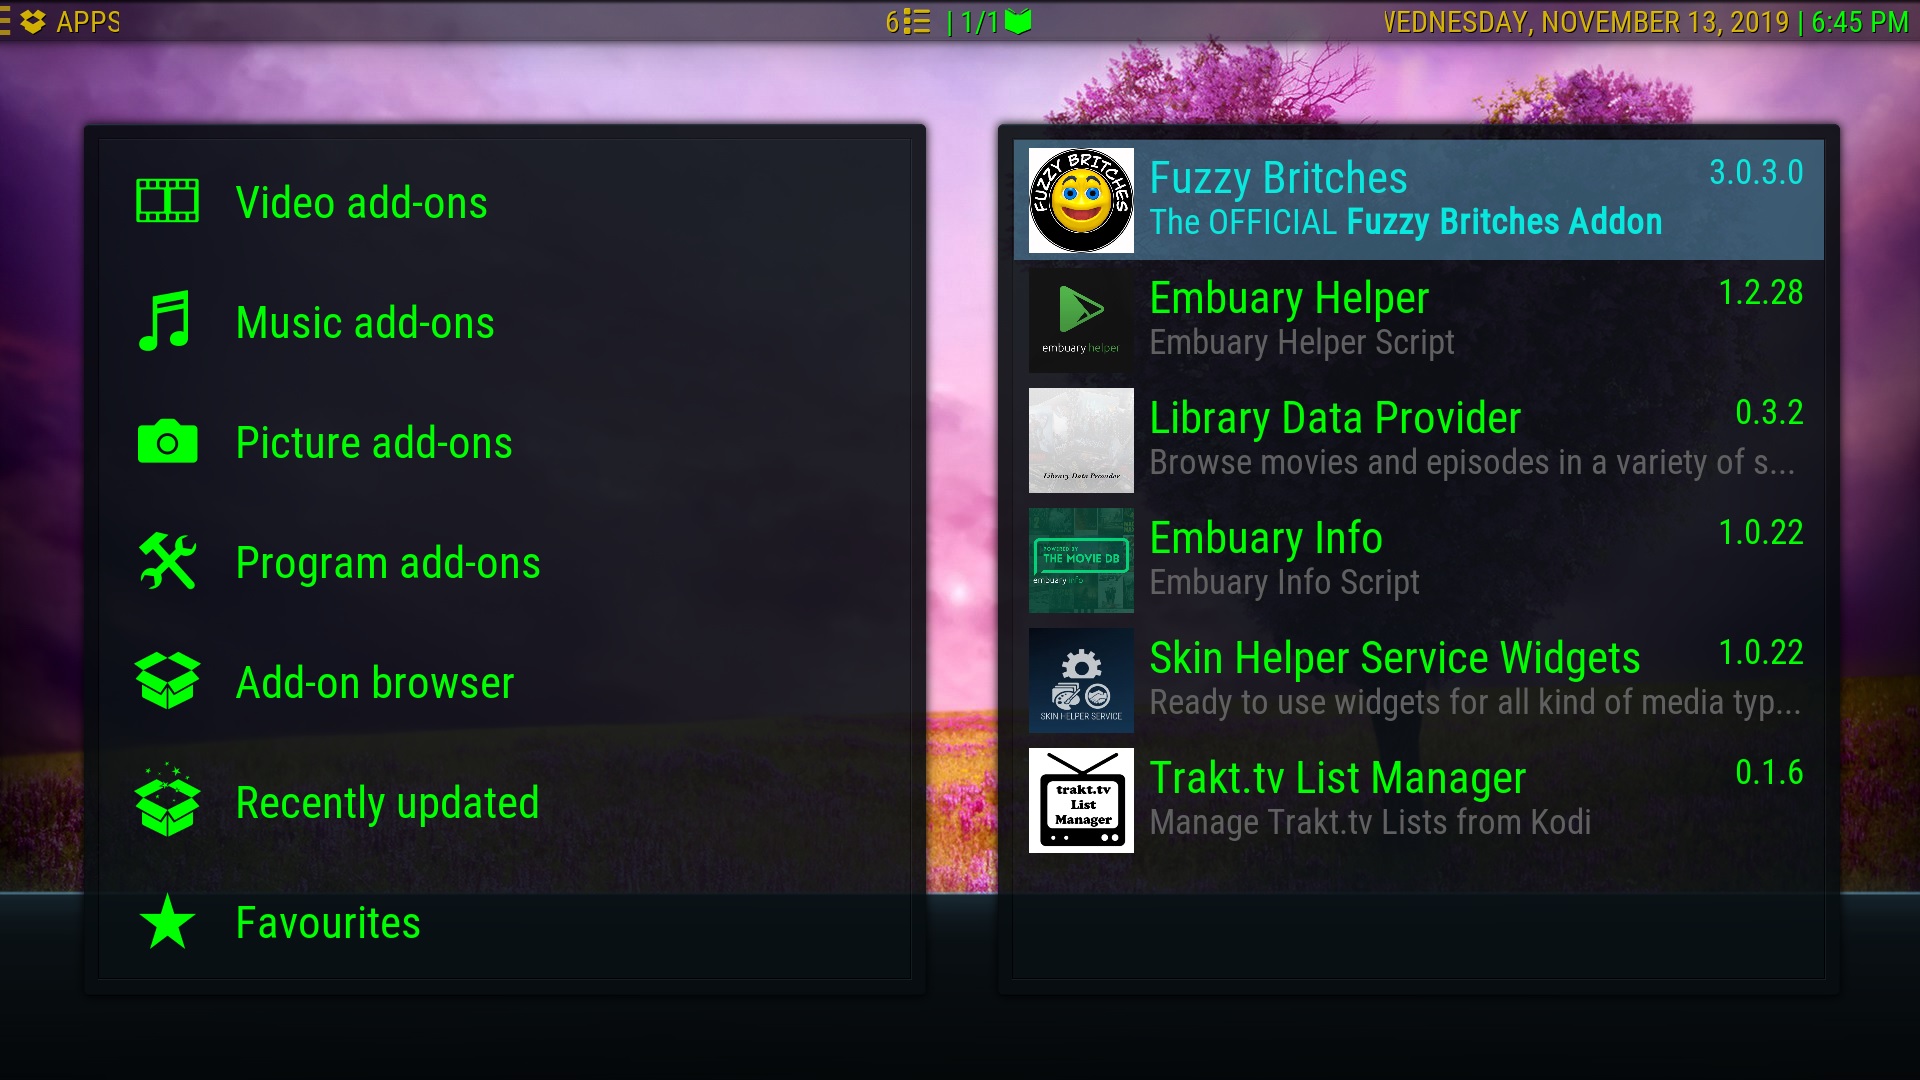 APPS
6 | 1/1
WEDNESDAY, NOVEMBER 13, 2019 | 6:45 PM
Video add-ons
Music add-ons
Picture add-ons
Program add-ons
Add-on browser
Recently updated
Favourites
FUZZY BRITCHES
Fuzzy Britches
3.0.3.0
The OFFICIAL Fuzzy Britches Addon
embuary helper
Embuary Helper
1.2.28
Embuary Helper Script
Library Data Provider
Library Data Provider
0.3.2
Browse movies and episodes in a variety of s...
POWERED BY
THE MOVIE DB
embuary info
Embuary Info
1.0.22
Embuary Info Script
SKIN HELPER SERVICE
Skin Helper Service Widgets
1.0.22
Ready to use widgets for all kind of media typ...
trakt.tv
List
Manager
Trakt.tv List Manager
0.1.6
Manage Trakt.tv Lists from Kodi